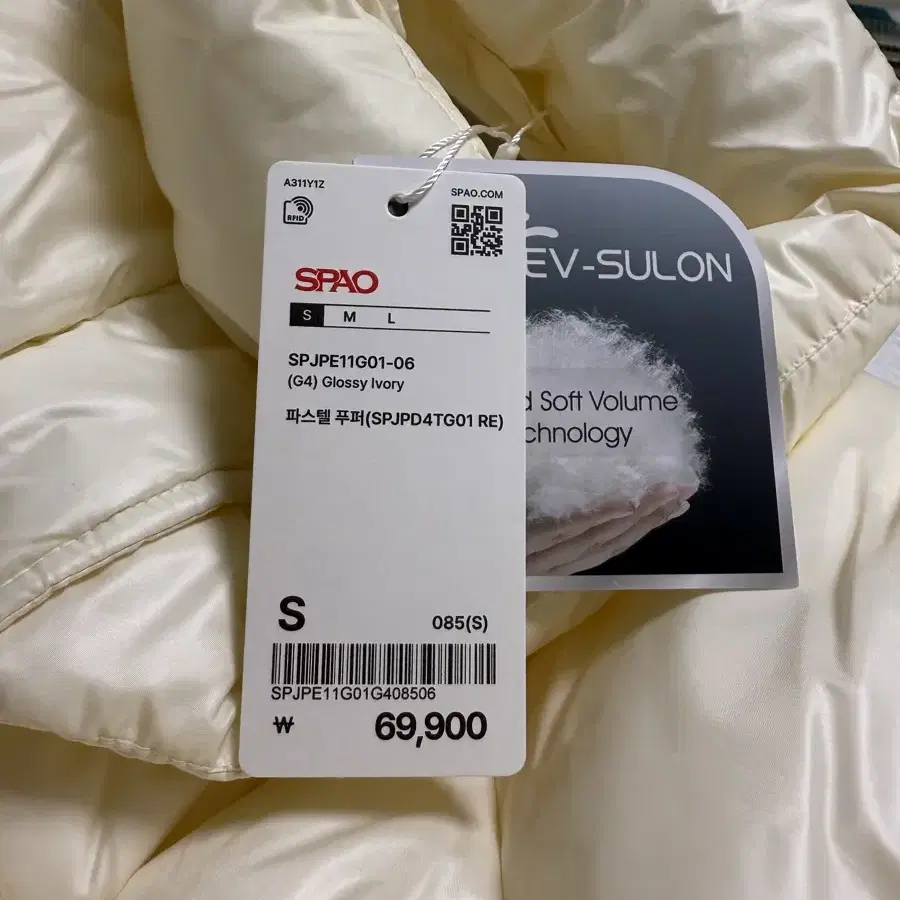 A311Y1Z
SPAO.COM
RFID
SPAO
S M L
SPJPE11G01-06
(G4) Glossy Ivory
파스텔 푸퍼(SPJPD4TG01 RE)
S
085(S)
SPJPE11G01G408506
₩ 69,900
EV-SULON
d Soft Volume
chnology